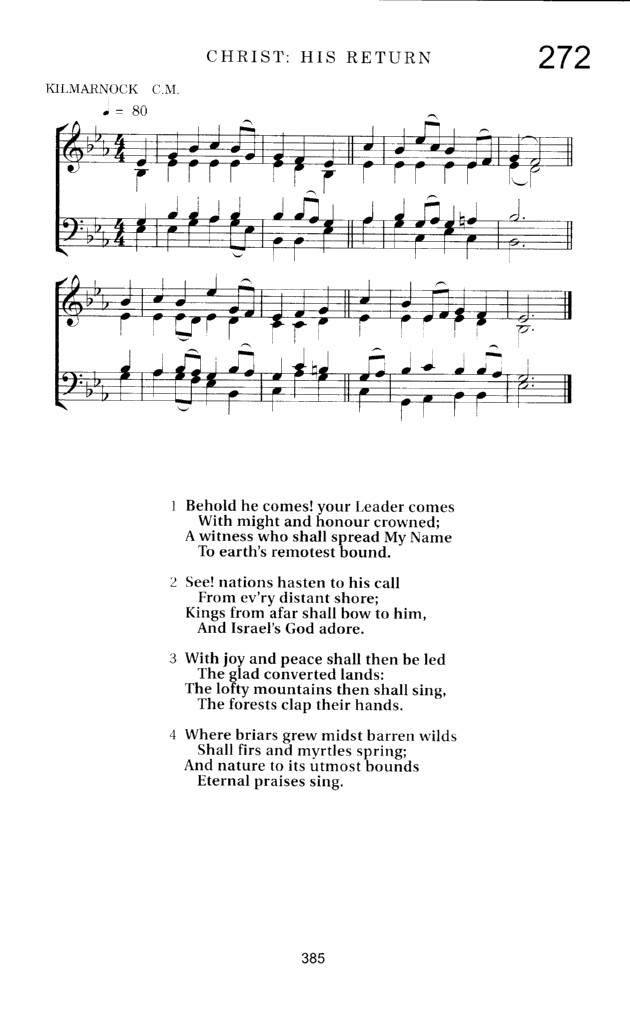 CHRIST: HIS RETURN
272
KILMARNOCK C.M.
♩ = 80
1 Behold he comes! your Leader comes
With might and honour crowned;
A witness who shall spread My Name
To earth's remotest bound.
2 See! nations hasten to his call
From ev'ry distant shore;
Kings from afar shall bow to him,
And Israel's God adore.
3 With joy and peace shall then be led
The glad converted lands:
The lofty mountains then shall sing,
The forests clap their hands.
4 Where briars grew midst barren wilds
Shall firs and myrtles spring;
And nature to its utmost bounds
Eternal praises sing.
385